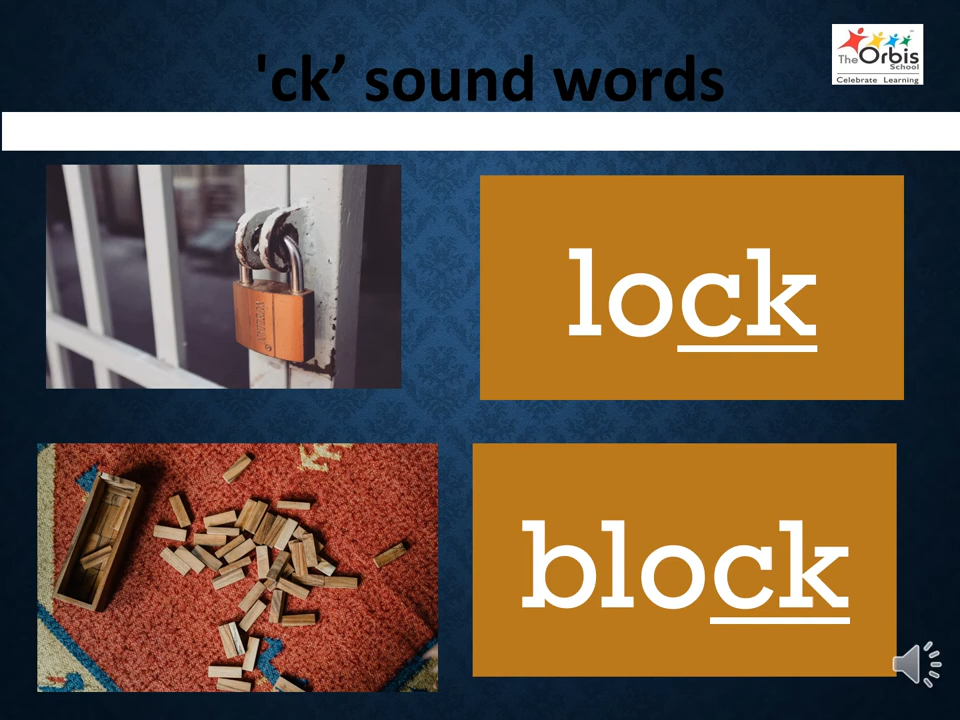 'ck’ sound words
The Orbis
School
Celebrate Learning
lock
block